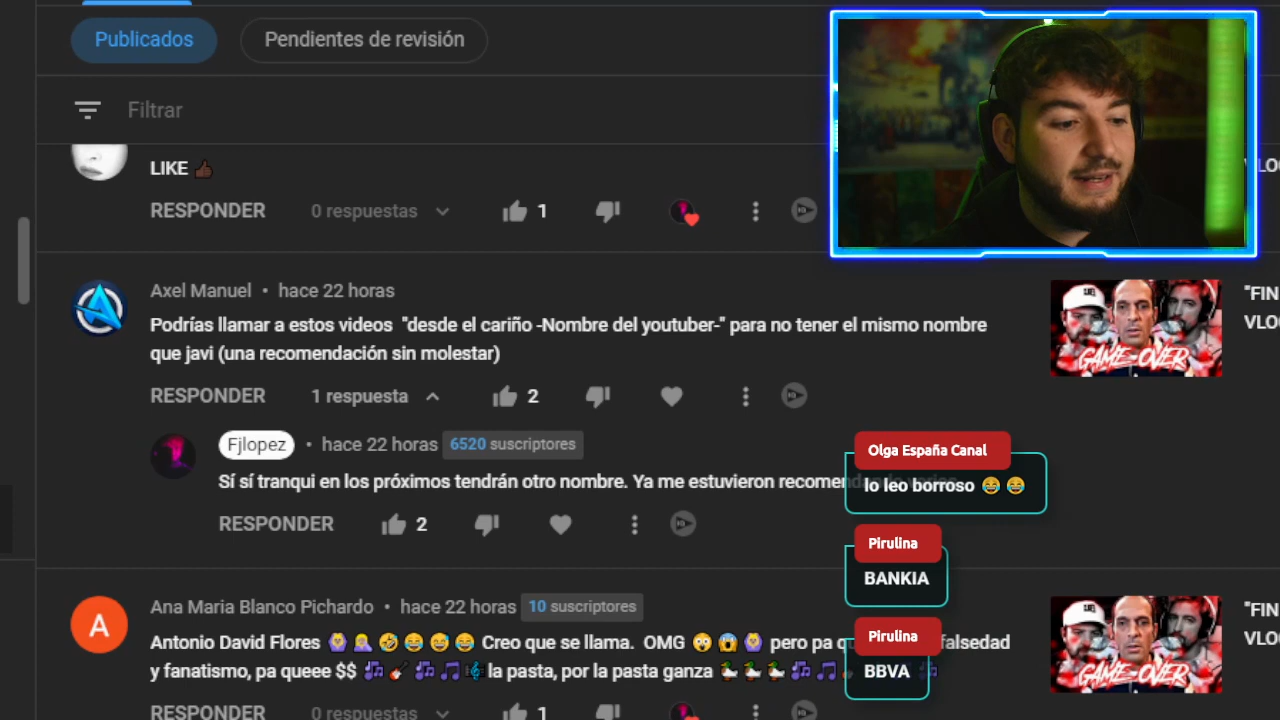 Publicados
Pendientes de revisión
Filtrar
LIKE 👍🏿
RESPONDER
0 respuestas
1
Axel Manuel • hace 22 horas
Podrías llamar a estos videos "desde el cariño -Nombre del youtuber-" para no tener el mismo nombre
que javi (una recomendación sin molestar)
RESPONDER
1 respuesta
2
"FIN
VLO
GAME-OVER
Fjlopez • hace 22 horas 6520 suscriptores
Sí sí tranqui en los próximos tendrán otro nombre. Ya me estuvieron recomen
RESPONDER
2
Olga España Canal
lo leo borroso 😂 😂
Pirulina
BANKIA
Pirulina
BBVA
Ana Maria Blanco Pichardo • hace 22 horas 10 suscriptores
Antonio David Flores 🙆‍♀️ 🤦‍♀️ 🤣 😂 😅 😂 Creo que se llama. OMG 😲 😱 🙆‍♀️ pero pa falsedad
y fanatismo, pa queee $$ 🎶 🎸 🎶 🎵 🎼 la pasta, por la pasta ganza 🦆 🦆 🦆 🎶 🎵
RESPONDER
0 respuestas
1
"FIN
VLO
GAME-OVER